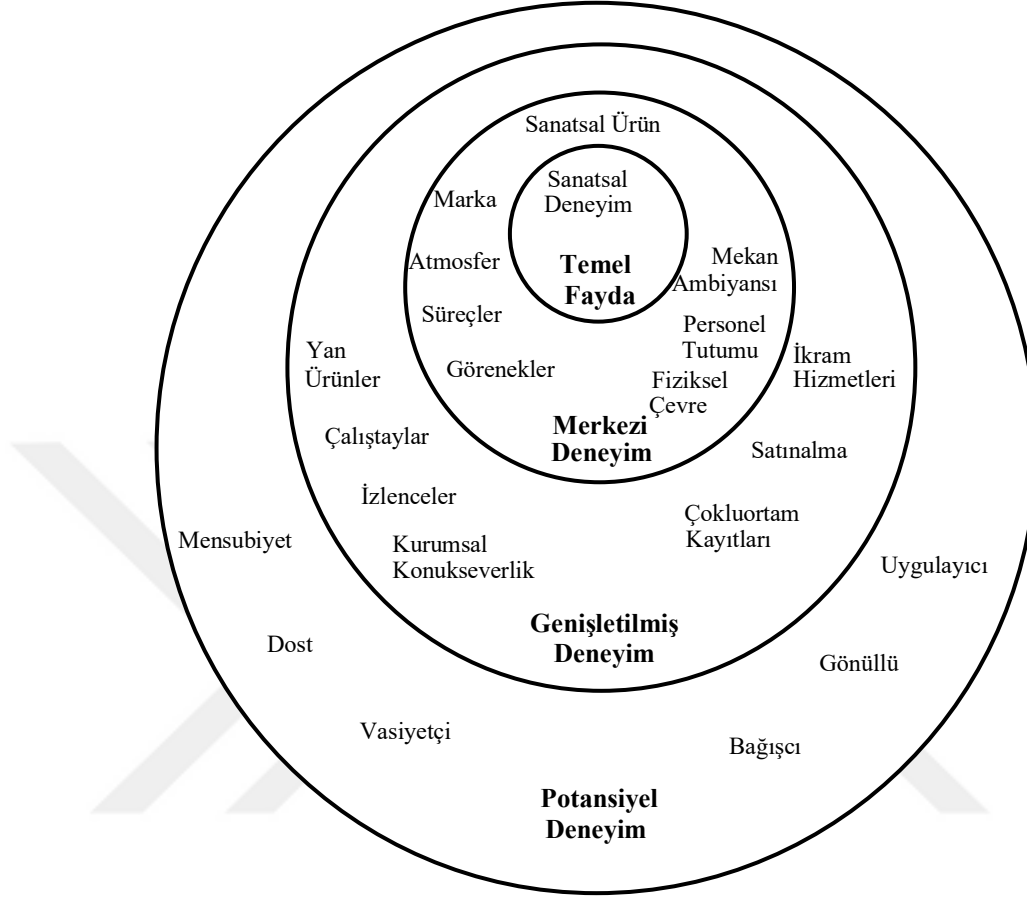 Sanatsal Ürün
Sanatsal
Deneyim
Marka
Temel
Fayda
Atmosfer
Mekan
Ambiyansı
Süreçler
Personel
Tutumu
Görenekler
Fiziksel
Çevre
Merkezi
Deneyim
Yan
Ürünler
İkram
Hizmetleri
Çalıştaylar
Satınalma
İzlenceler
Çokluortam
Kayıtları
Kurumsal
Konukseverlik
Genişletilmiş
Deneyim
Mensubiyet
Uygulayıcı
Dost
Gönüllü
Vasiyetçi
Bağışcı
Potansiyel
Deneyim